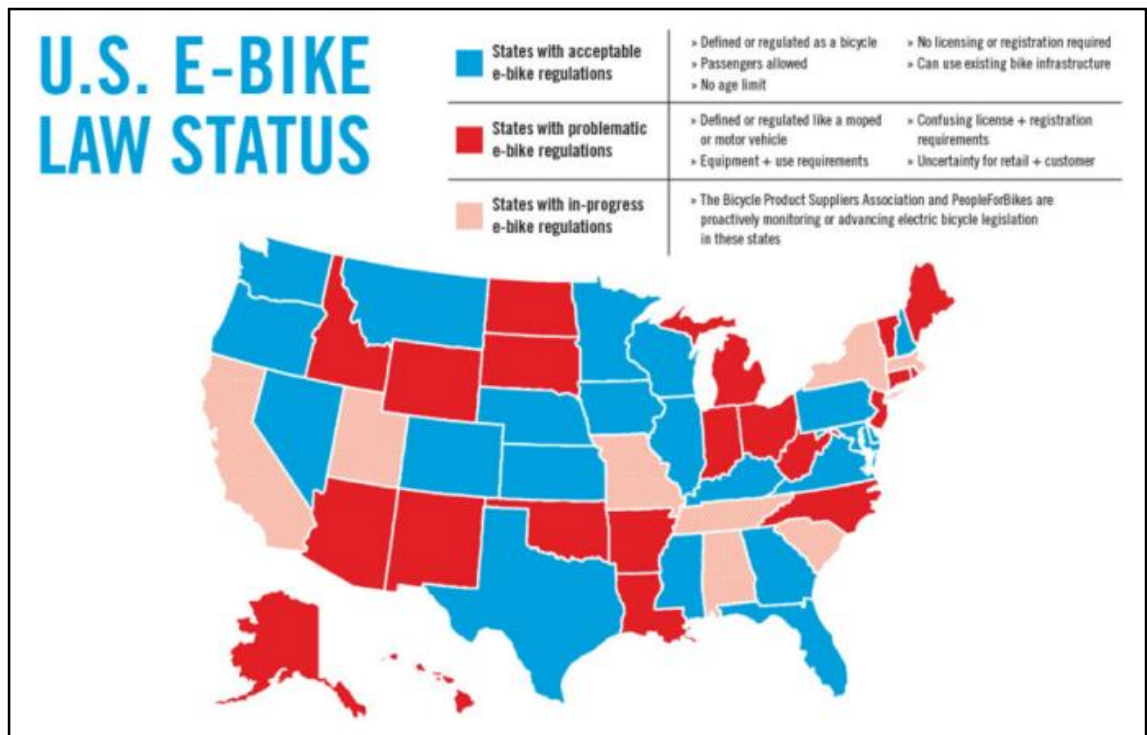 U.S. E-BIKE
LAW STATUS
States with acceptable
e-bike regulations
» Defined or regulated as a bicycle
» Passengers allowed
» No age limit
» No licensing or registration required
» Can use existing bike infrastructure
States with problematic
e-bike regulations
» Defined or regulated like a moped
or motor vehicle
» Equipment + use requirements
» Confusing license + registration
requirements
» Uncertainty for retail + customer
States with in-progress
e-bike regulations
» The Bicycle Product Suppliers Association and PeopleForBikes are
proactively monitoring or advancing electric bicycle legislation
in these states